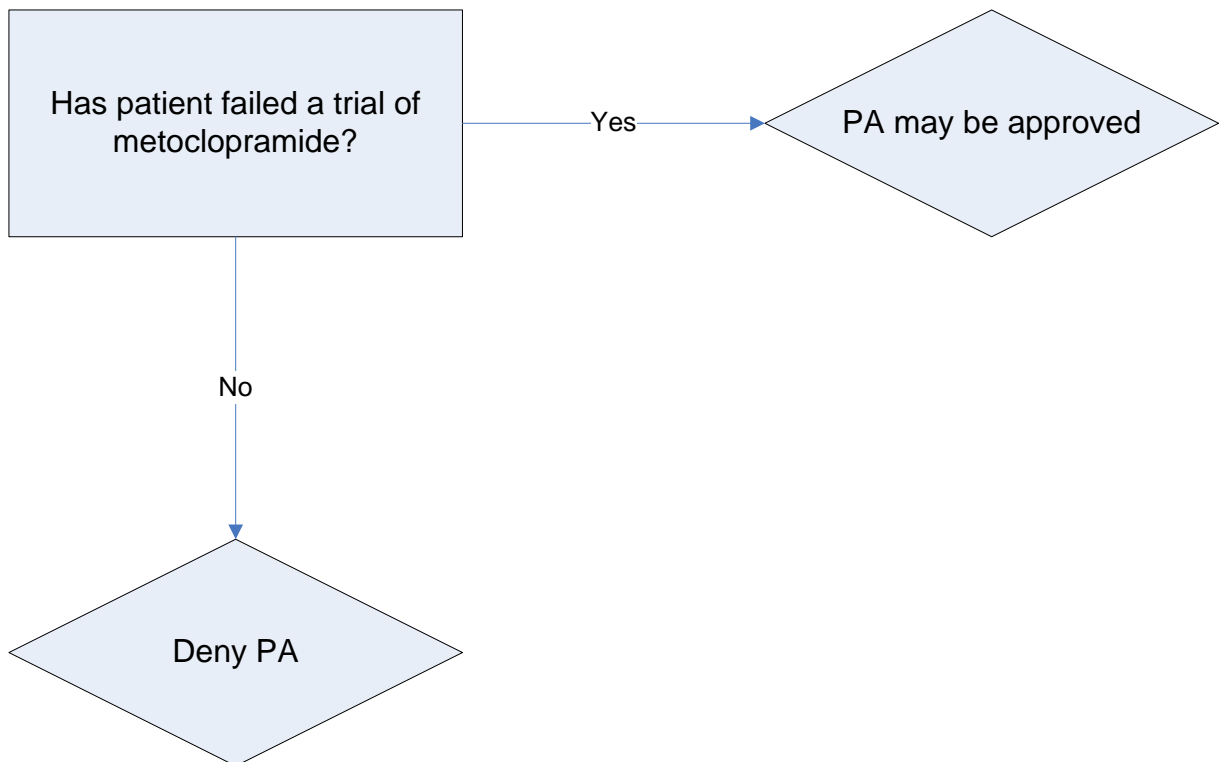 Has patient failed a trial of
metoclopramide?
Yes
PA may be approved
No
Deny PA